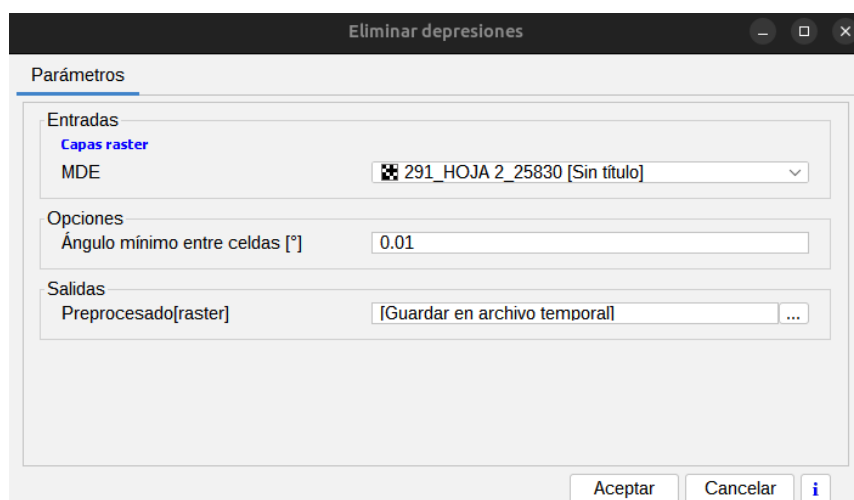 Eliminar depresiones
Parámetros
Entradas
Capas raster
MDE
291_HOJA 2_25830 [Sin título]
Opciones
Ángulo mínimo entre celdas [°]
0.01
Salidas
Preprocesado[raster]
[Guardar en archivo temporal]
...
Aceptar
Cancelar
i